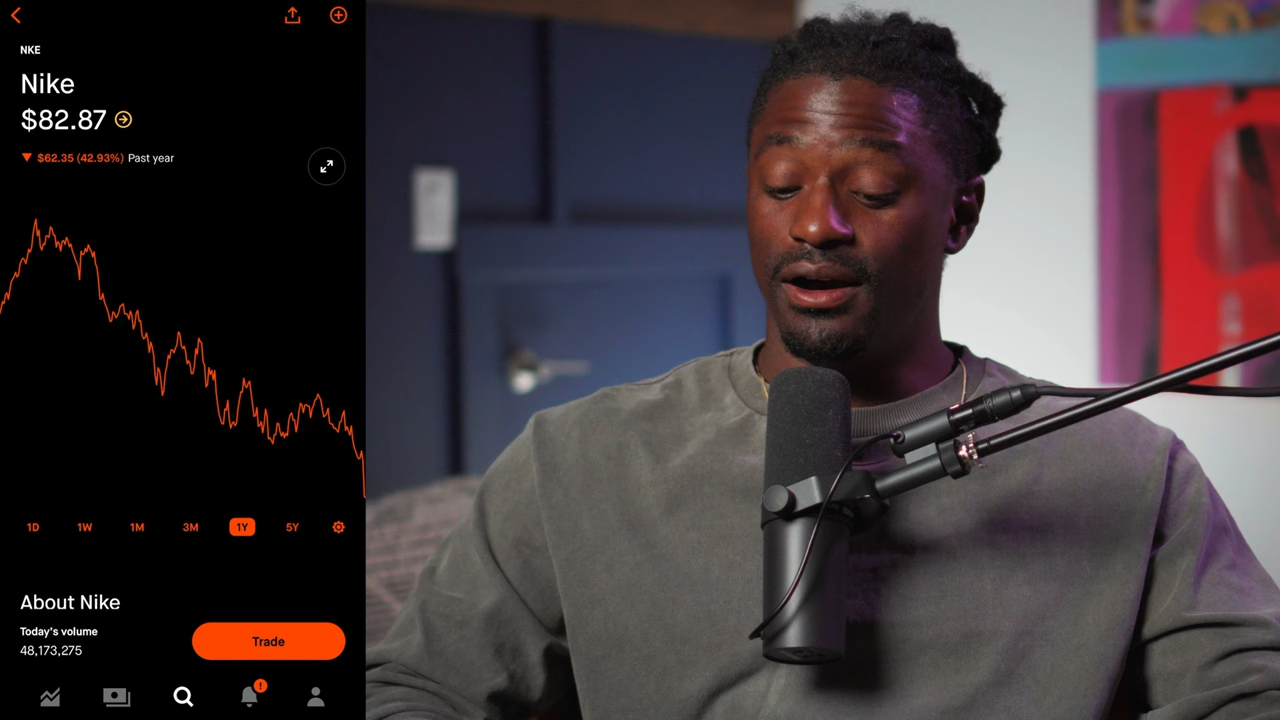 NKE
Nike
$82.87
▼ $62.35 (42.93%) Past year
1D 1W 1M 3M 1Y 5Y
About Nike
Today's volume
48,173,275
Trade
!